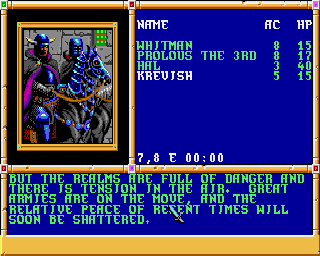 NAME AC HP
WHITMAN 8 15
PROLOUS THE 3RD 8 17
HAL 3 40
KREVISH 5 15
7,8 E 00:00
BUT THE REALMS ARE FULL OF DANGER AND
THERE IS TENSION IN THE AIR. GREAT
ARMIES ARE ON THE MOVE, AND THE
RELATIVE PEACE OF RECENT TIMES WILL
SOON BE SHATTERED.